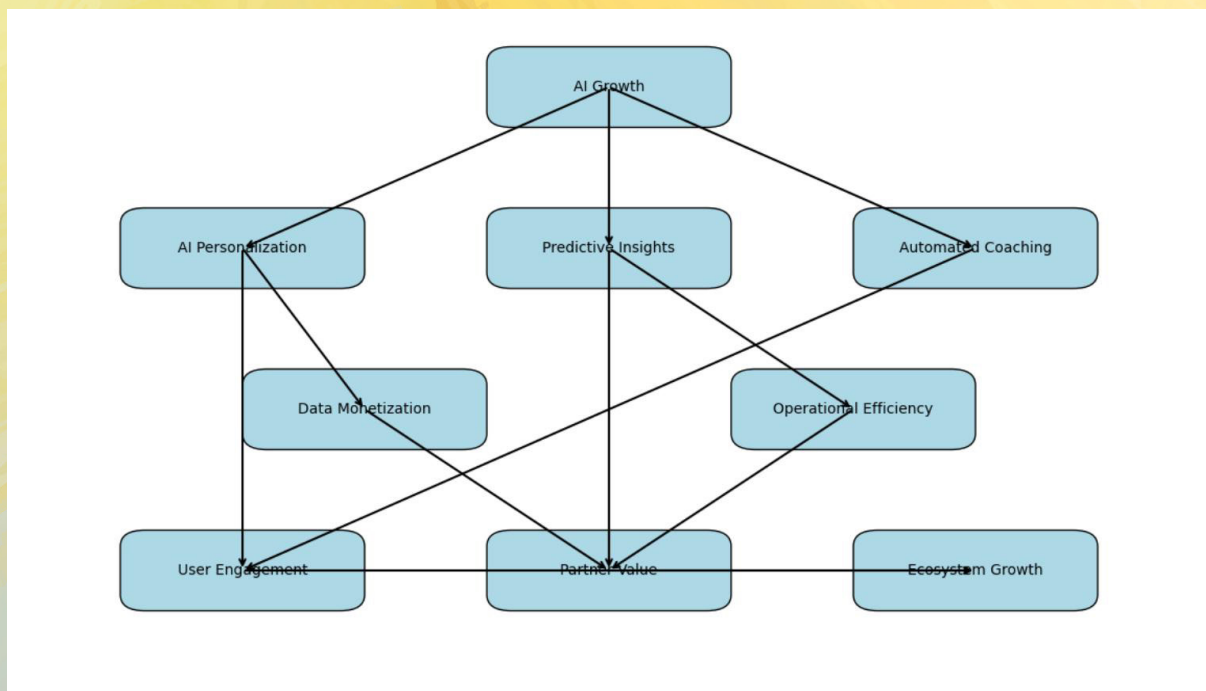 AI Growth
AI Personalization
Predictive Insights
Automated Coaching
Data Monetization
Operational Efficiency
User Engagement
Partner Value
Ecosystem Growth